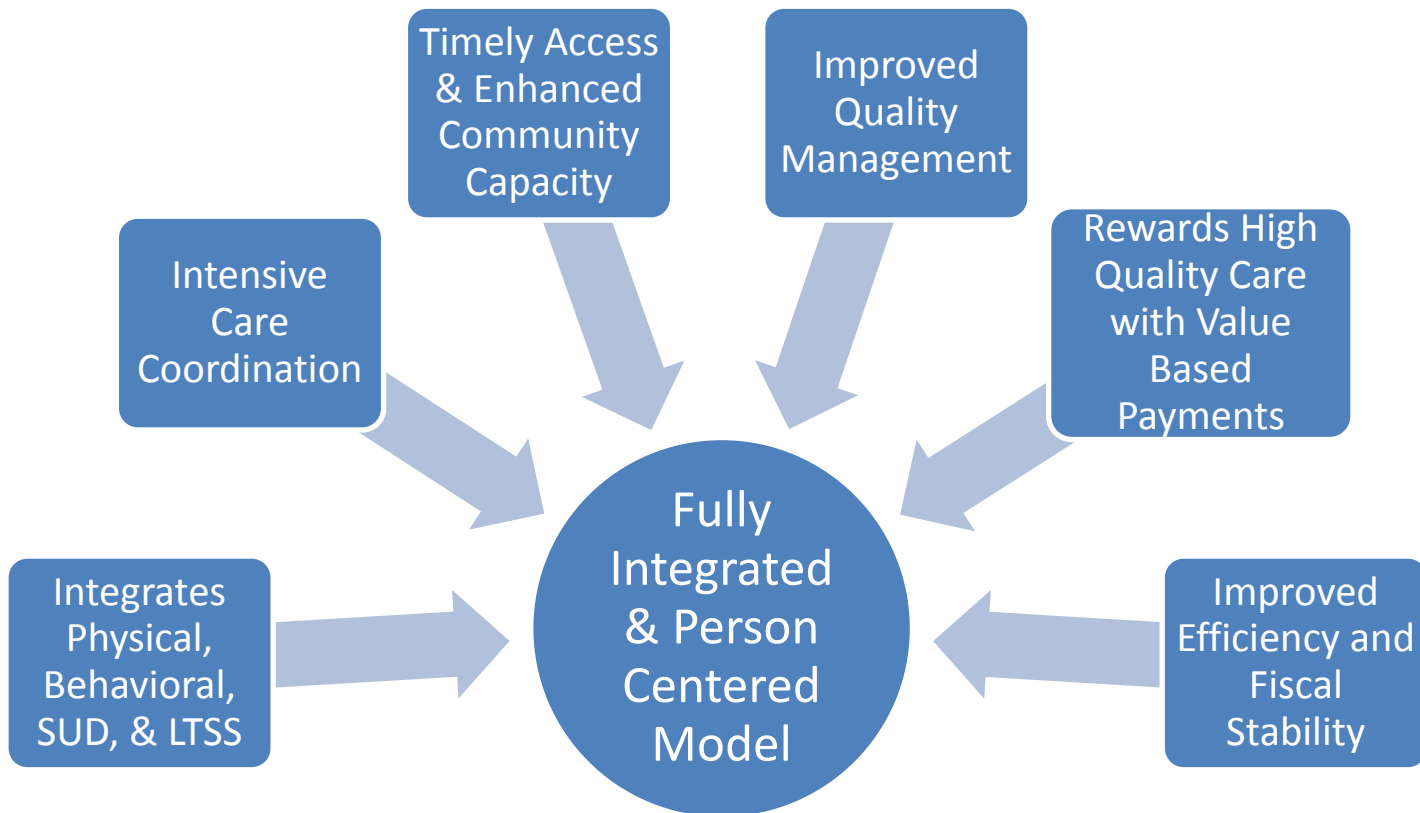 Timely Access
& Enhanced
Community
Capacity
Improved
Quality
Management
Intensive
Care
Coordination
Rewards High
Quality Care
with Value
Based
Payments
Integrates
Physical,
Behavioral,
SUD, & LTSS
Fully
Integrated
& Person
Centered
Model
Improved
Efficiency and
Fiscal
Stability